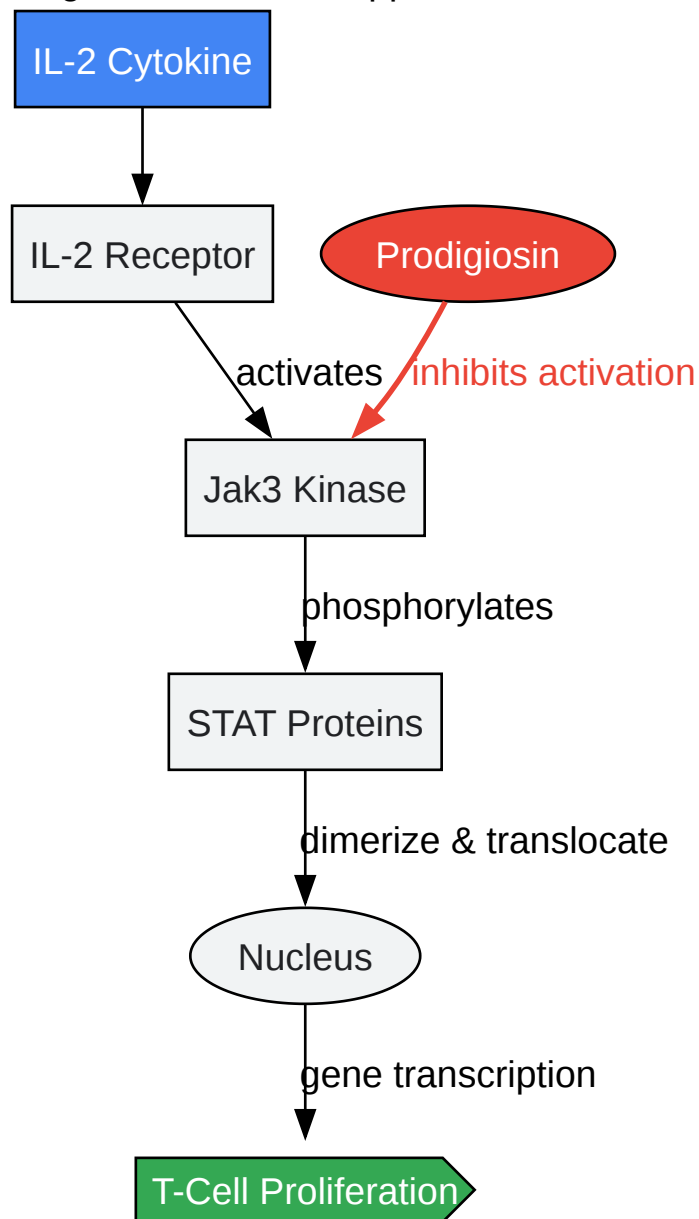 IL-2 Cytokine
IL-2 Receptor
Prodigiosin
activates
inhibits activation
Jak3 Kinase
phosphorylates
STAT Proteins
dimerize & translocate
Nucleus
gene transcription
T-Cell Proliferation